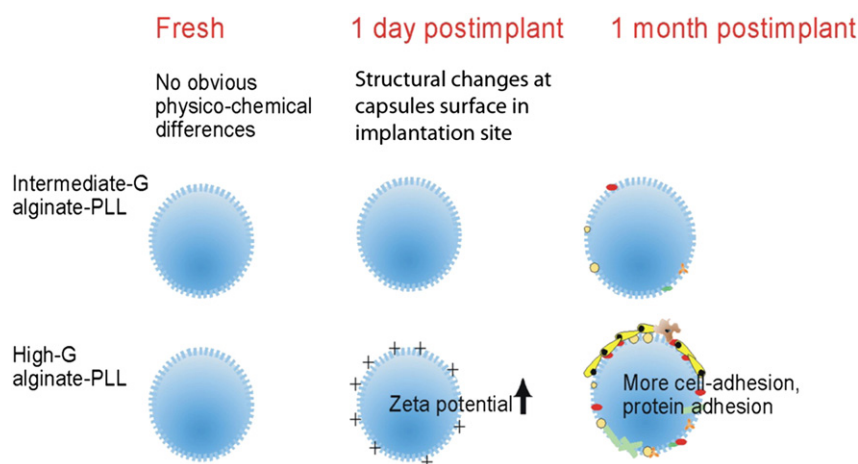 Fresh
1 day postimplant
1 month postimplant
No obvious
physico-chemical
differences
Structural changes at
capsules surface in
implantation site
Intermediate-G
alginate-PLL
High-G
alginate-PLL
+ + + + + + + + + +
Zeta potential
More cell-adhesion,
protein adhesion